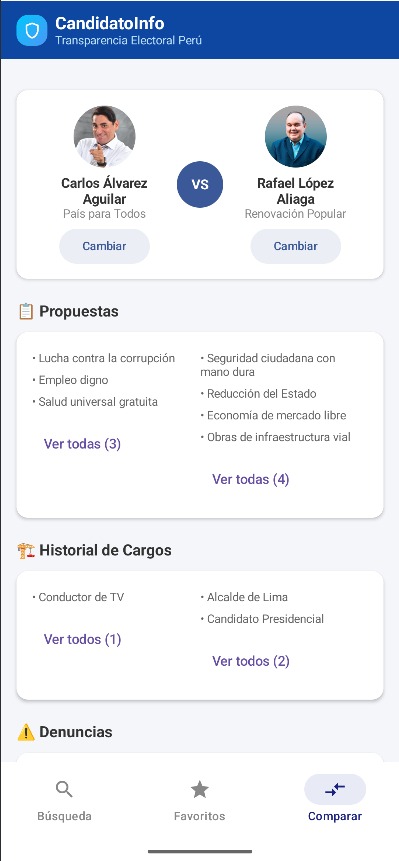 CandidatoInfo
Transparencia Electoral Perú
Carlos Álvarez
Aguilar
País para Todos
Cambiar
VS
Rafael López
Aliaga
Renovación Popular
Cambiar
Propuestas
• Lucha contra la corrupción
• Empleo digno
• Salud universal gratuita
Ver todas (3)
• Seguridad ciudadana con
mano dura
• Reducción del Estado
• Economía de mercado libre
• Obras de infraestructura vial
Ver todas (4)
Historial de Cargos
• Conductor de TV
Ver todos (1)
• Alcalde de Lima
• Candidato Presidencial
Ver todos (2)
Denuncias
Búsqueda
Favoritos
Comparar